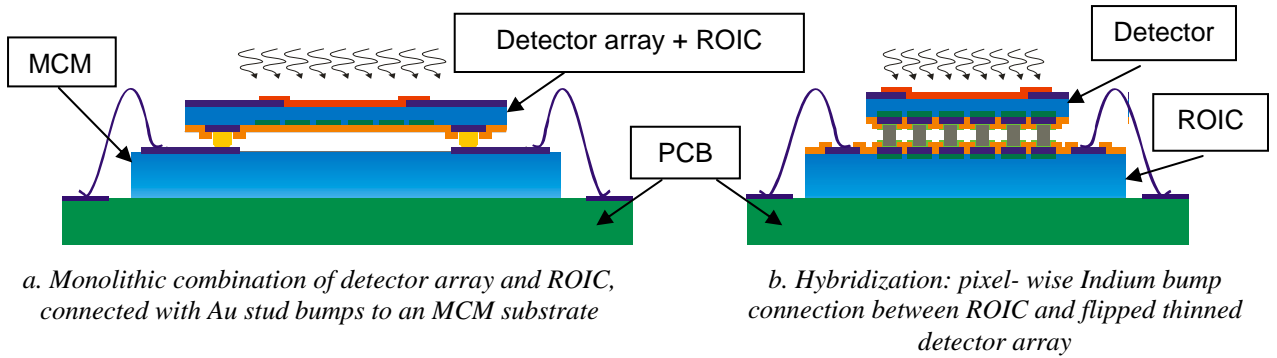 MCM
Detector array + ROIC
PCB
Detector
ROIC
a. Monolithic combination of detector array and ROIC,
connected with Au stud bumps to an MCM substrate
b. Hybridization: pixel- wise Indium bump
connection between ROIC and flipped thinned
detector array